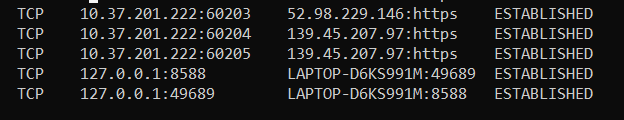 TCP    10.37.201.222:60203    52.98.229.146:https    ESTABLISHED
TCP    10.37.201.222:60204    139.45.207.97:https    ESTABLISHED
TCP    10.37.201.222:60205    139.45.207.97:https    ESTABLISHED
TCP    127.0.0.1:8588    LAPTOP-D6KS991M:49689    ESTABLISHED
TCP    127.0.0.1:49689    LAPTOP-D6KS991M:8588    ESTABLISHED